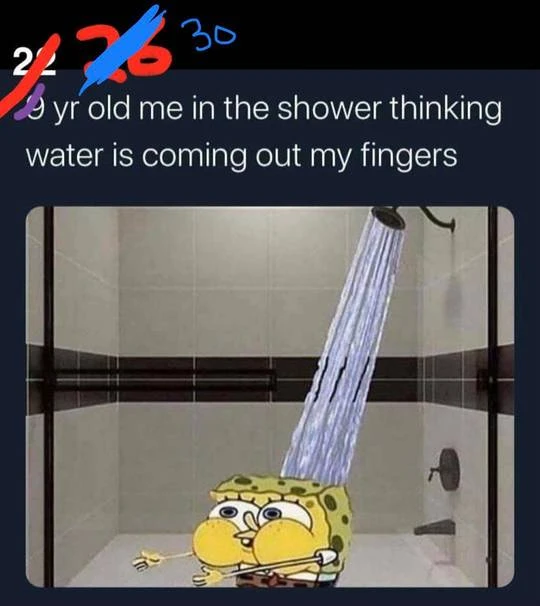 22 26 30
9 yr old me in the shower thinking
water is coming out my fingers